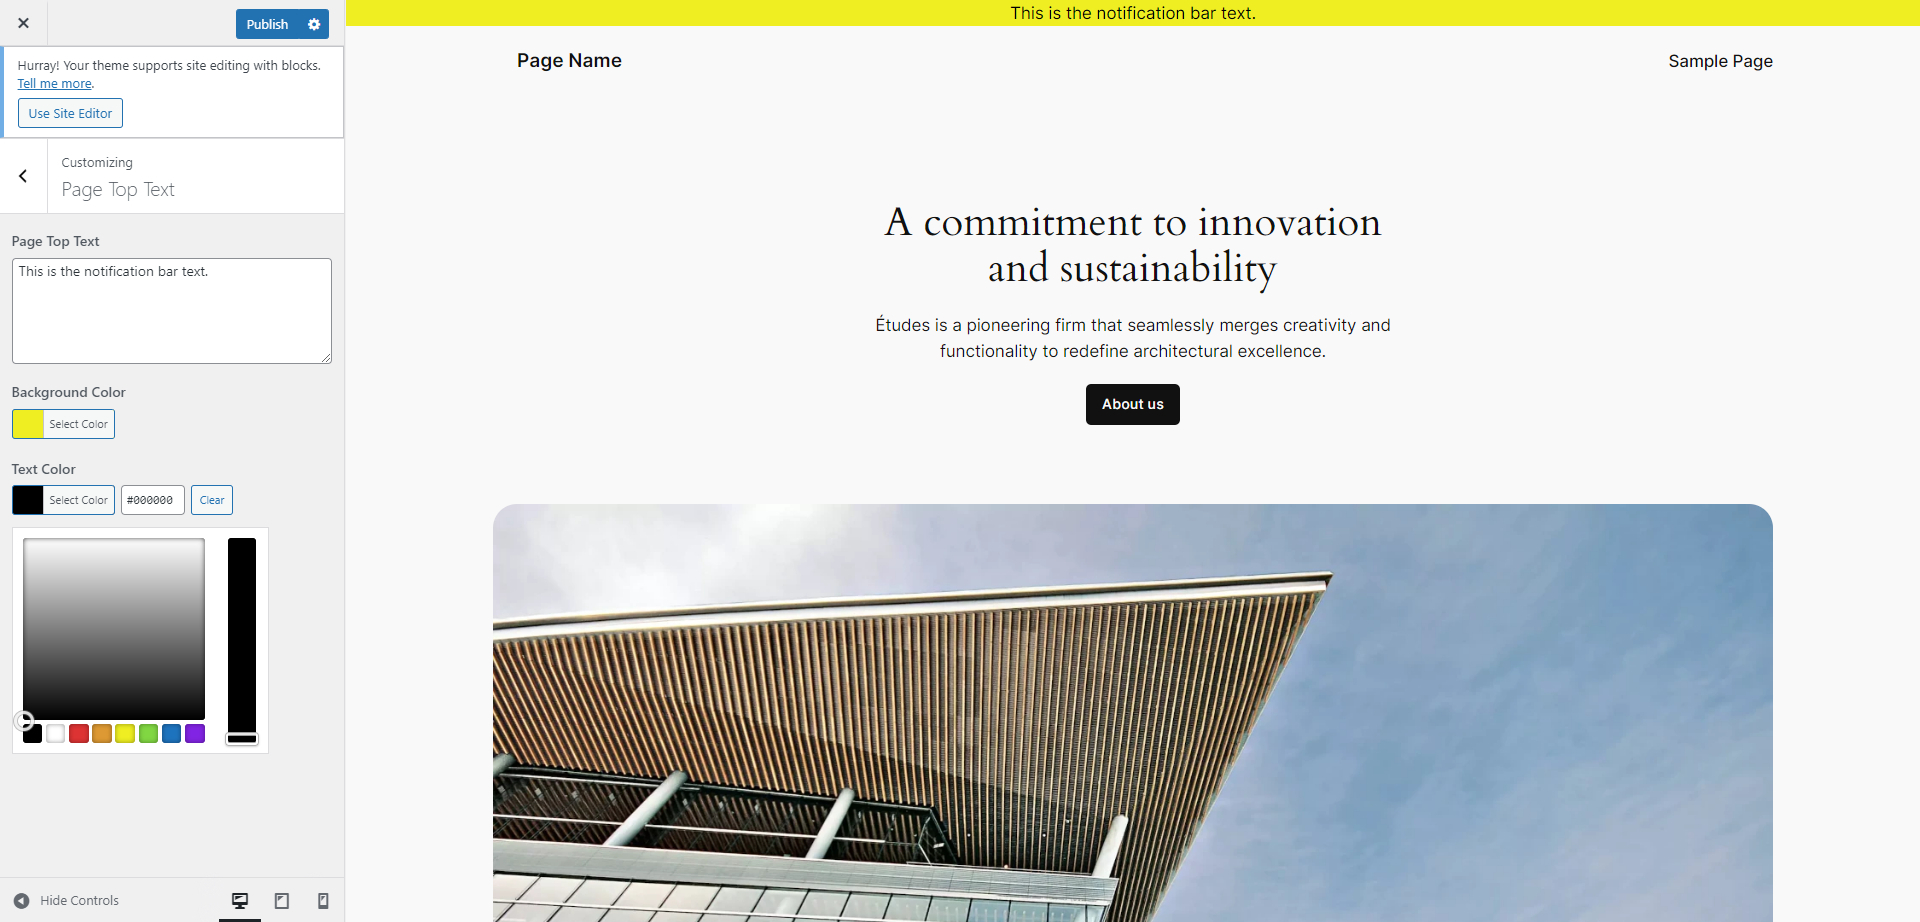 Publish
Hurray! Your theme supports site editing with blocks.
Tell me more.
Use Site Editor
Customizing
Page Top Text
Page Top Text
This is the notification bar text.
Background Color
Select Color
Text Color
Select Color
#000000
Clear
Hide Controls
This is the notification bar text.
Page Name
Sample Page
A commitment to innovation
and sustainability
Études is a pioneering firm that seamlessly merges creativity and
functionality to redefine architectural excellence.
About us